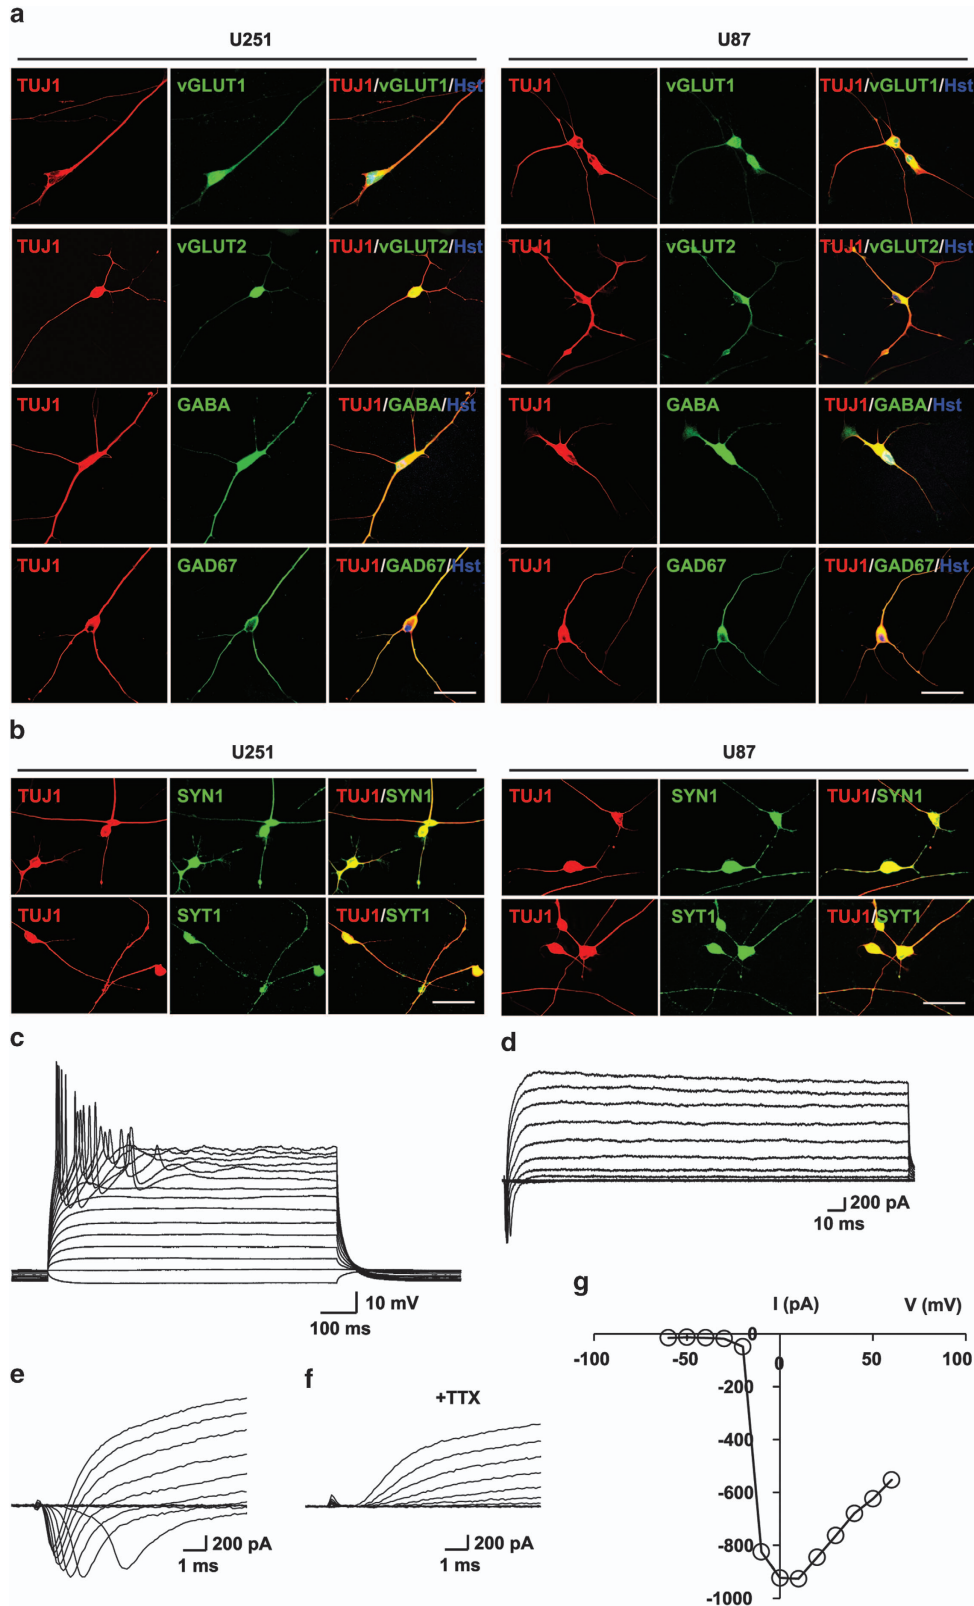 a
U251
U87
TUJ1 vGLUT1 TUJ1/vGLUT1/Hst
TUJ1 vGLUT1 TUJ1/vGLUT1/Hst
TUJ1 vGLUT2 TUJ1/vGLUT2/Hst
TUJ1 vGLUT2 TUJ1/vGLUT2/Hst
TUJ1 GABA TUJ1/GABA/Hst
TUJ1 GABA TUJ1/GABA/Hst
TUJ1 GAD67 TUJ1/GAD67/Hst
TUJ1 GAD67 TUJ1/GAD67/Hst
b
U251
U87
TUJ1 SYN1 TUJ1/SYN1
TUJ1 SYN1 TUJ1/SYN1
TUJ1 SYT1 TUJ1/SYT1
TUJ1 SYT1 TUJ1/SYT1
c
10 mV
100 ms
d
200 pA
10 ms
e
200 pA
1 ms
f
+TTX
200 pA
1 ms
g
I (pA) V (mV)
0
-100 -50 0 50 100
-200
-400
-600
-800
-1000